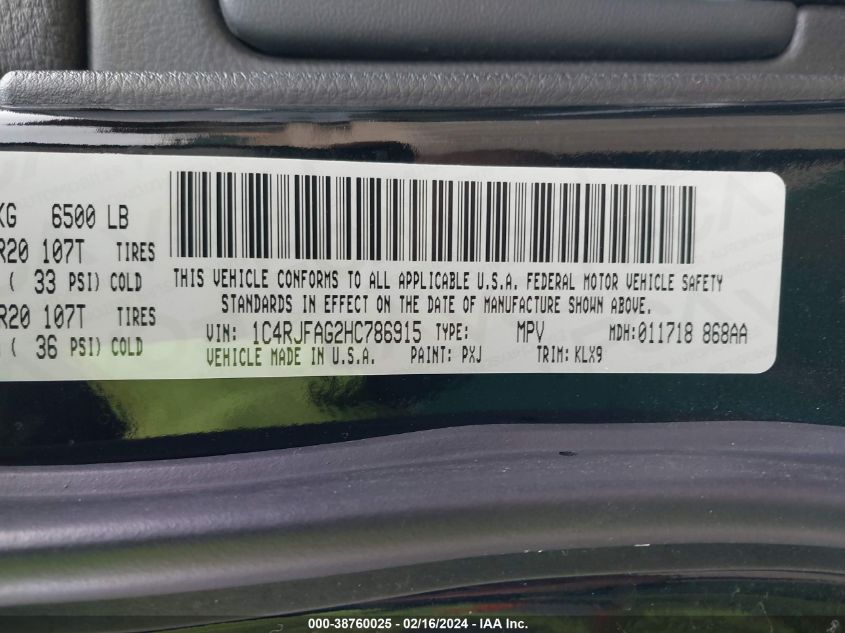 KG 6500 LB
R20 107T TIRES
( 33 PSI) COLD
R20 107T TIRES
( 36 PSI) COLD
THIS VEHICLE CONFORMS TO ALL APPLICABLE U.S.A. FEDERAL MOTOR VEHICLE SAFETY
STANDARDS IN EFFECT ON THE DATE OF MANUFACTURE SHOWN ABOVE.
VIN: 1C4RJFAG2HC786915 TYPE: MPV MDH:011718 868AA
VEHICLE MADE IN U.S.A. PAINT: PXJ TRIM: KLX9
000-38760025 - 02/16/2024 - IAA Inc.